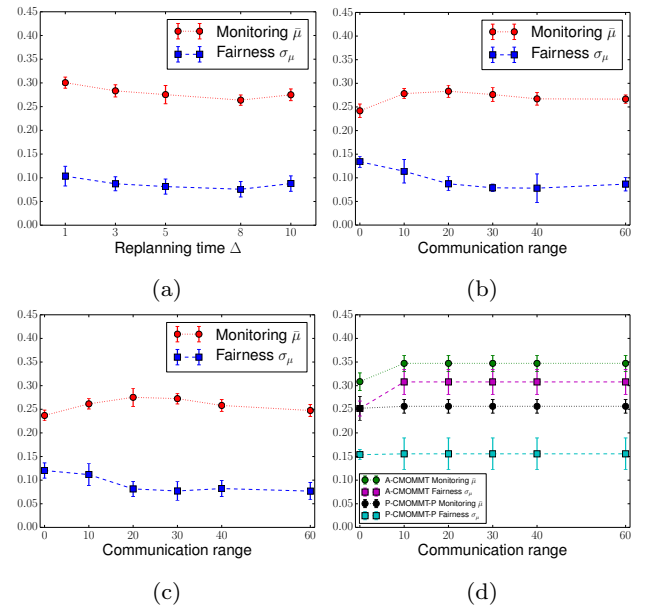 0.45
0.40
0.35
0.30
0.25
0.20
0.15
0.10
0.05
0.00
Monitoring μ̄
Fairness σ_μ
1 3 5 8 10
Replanning time Δ
(a)
0.45
0.40
0.35
0.30
0.25
0.20
0.15
0.10
0.05
0.00
Monitoring μ̄
Fairness σ_μ
0 10 20 30 40 60
Communication range
(b)
0.45
0.40
0.35
0.30
0.25
0.20
0.15
0.10
0.05
0.00
Monitoring μ̄
Fairness σ_μ
0 10 20 30 40 60
Communication range
(c)
0.45
0.40
0.35
0.30
0.25
0.20
0.15
0.10
0.05
0.00
A-CMOMMT Monitoring μ̄
A-CMOMMT Fairness σ_μ
P-CMOMMT-P Monitoring μ̄
P-CMOMMT-P Fairness σ_μ
0 10 20 30 40 60
Communication range
(d)